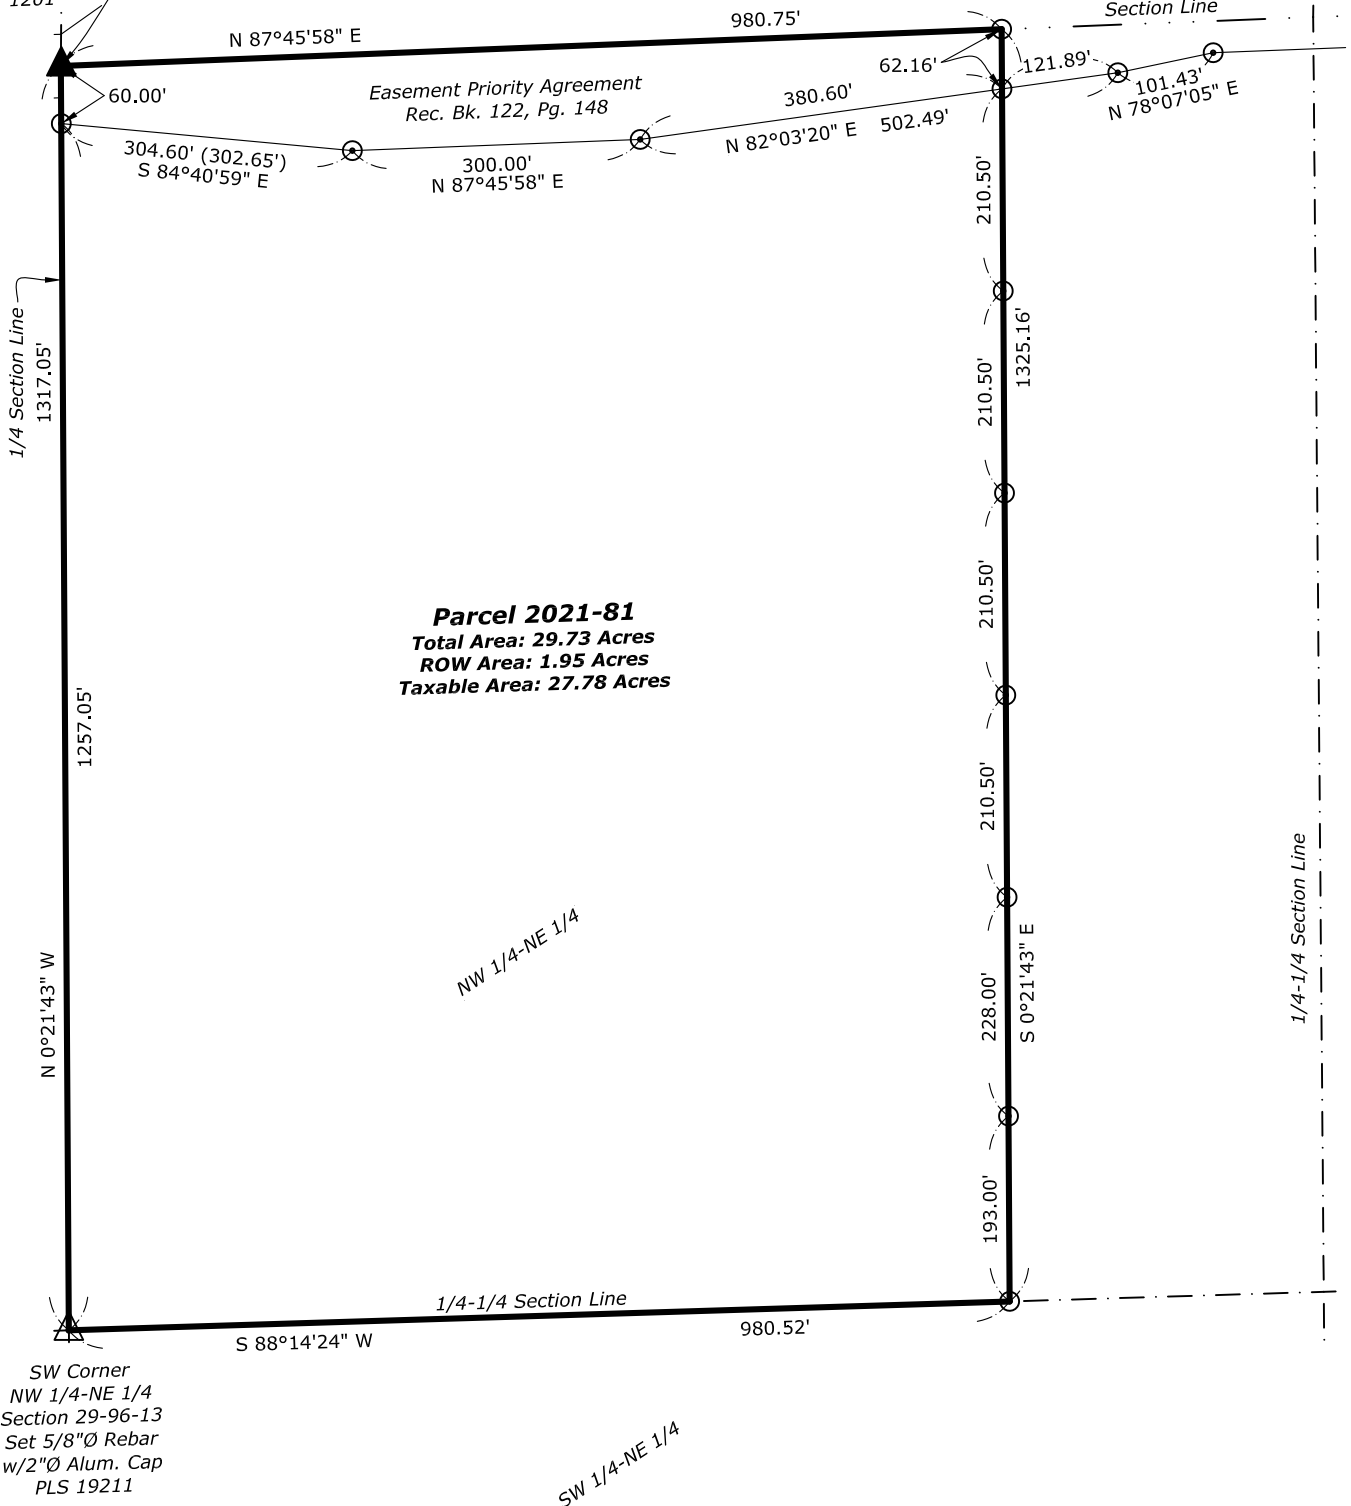 1201
Section Line
980.75'
N 87°45'58" E
62.16'
121.89'
60.00'
Easement Priority Agreement
Rec. Bk. 122, Pg. 148
380.60'
101.43'
N 78°07'05" E
502.49'
N 82°03'20" E
304.60' (302.65')
S 84°40'59" E
300.00'
N 87°45'58" E
210.50'
1/4 Section Line
1317.05'
1325.16'
210.50'
210.50'
Parcel 2021-81
Total Area: 29.73 Acres
ROW Area: 1.95 Acres
Taxable Area: 27.78 Acres
1257.05'
210.50'
NW 1/4-NE 1/4
1/4-1/4 Section Line
N 0°21'43" W
228.00'
S 0°21'43" E
193.00'
1/4-1/4 Section Line
S 88°14'24" W
980.52'
SW Corner
NW 1/4-NE 1/4
Section 29-96-13
Set 5/8"Ø Rebar
w/2"Ø Alum. Cap
PLS 19211
SW 1/4-NE 1/4